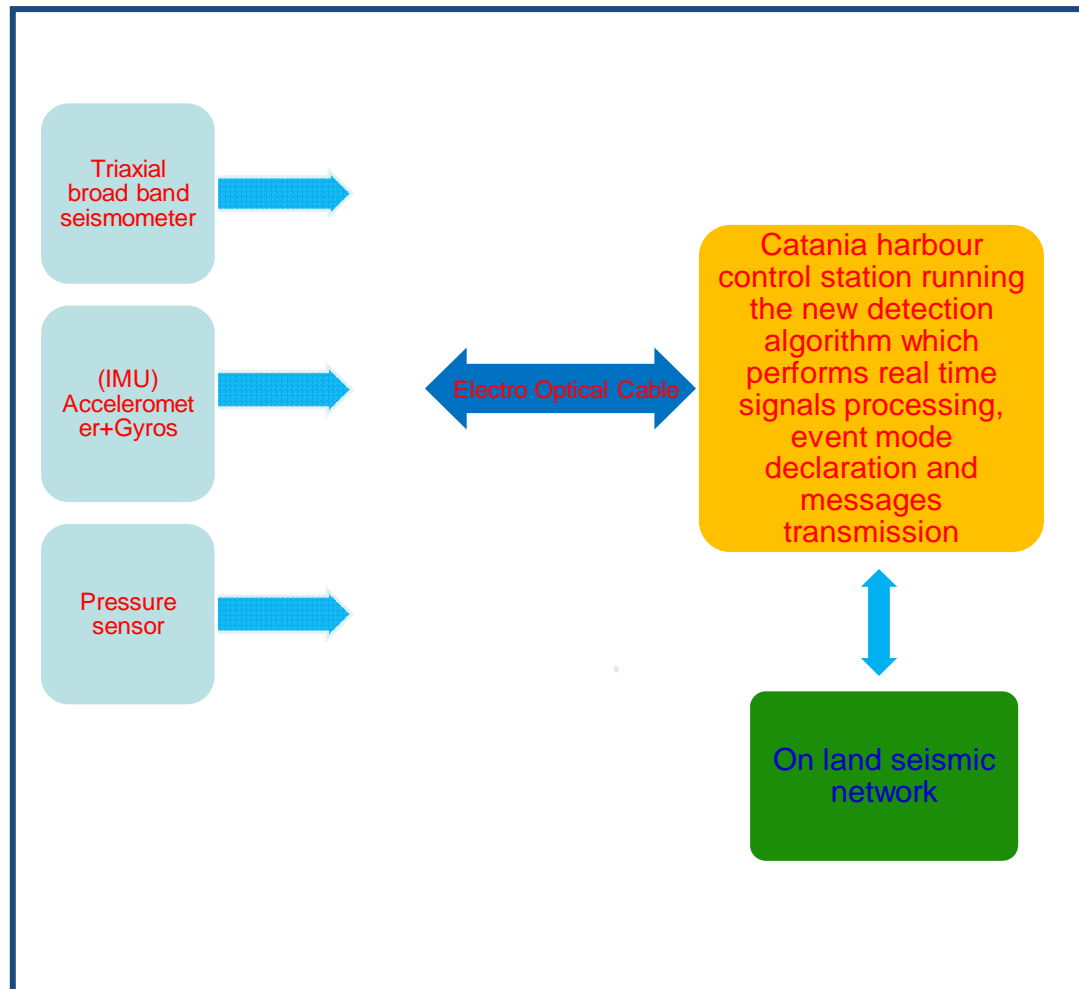 Triaxial
broad band
seismometer
(IMU)
Acceleromet
er+Gyros
Pressure
sensor
Electro Optical Cable
Catania harbour
control station running
the new detection
algorithm which
performs real time
signals processing,
event mode
declaration and
messages
transmission
On land seismic
network